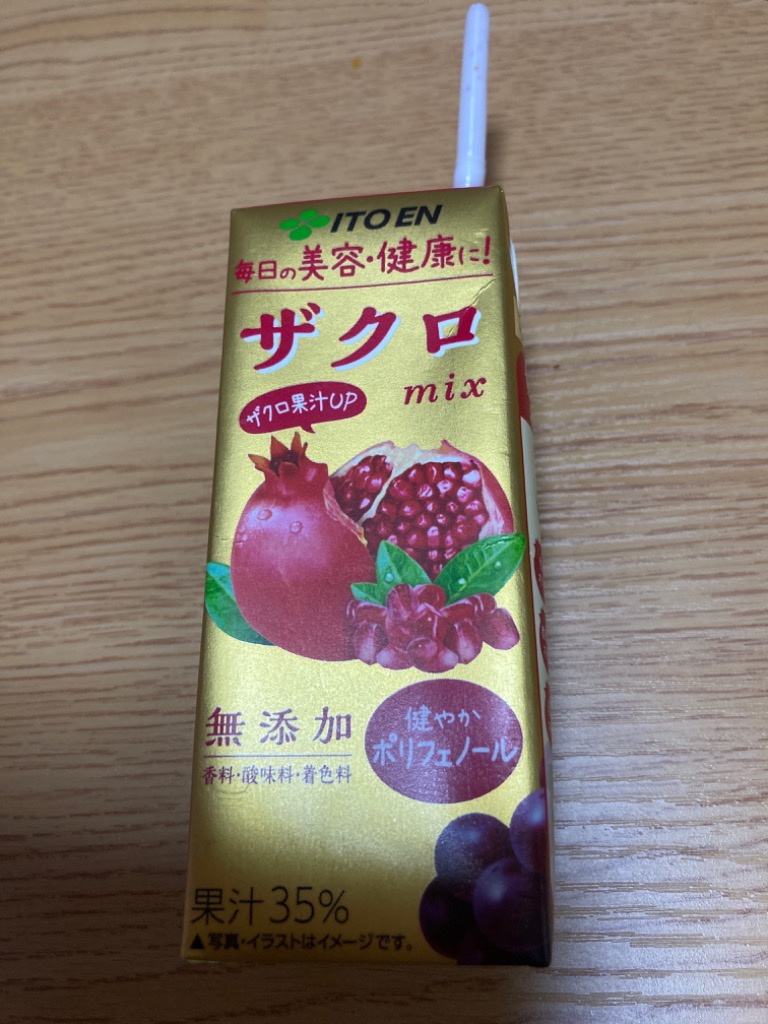 ITO EN
毎日の美容・健康に!
ザクロ
mix
ザクロ果汁UP
無添加
香料・酸味料・着色料
健やか
ポリフェノール
果汁35%
▲写真・イラストはイメージです。